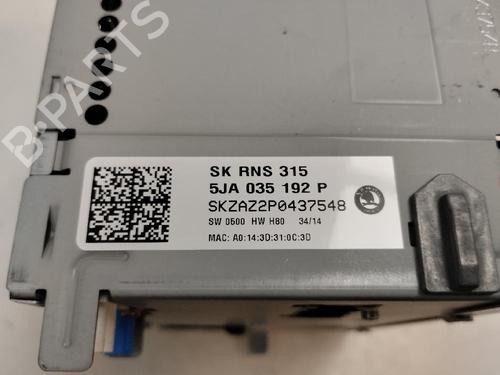 B-PARTS
SK RNS 315
5JA 035 192 P
SKZAZ2P0437548
SW 0500 HW H80 34/14
MAC: A0:14:3D:31:0C:3D